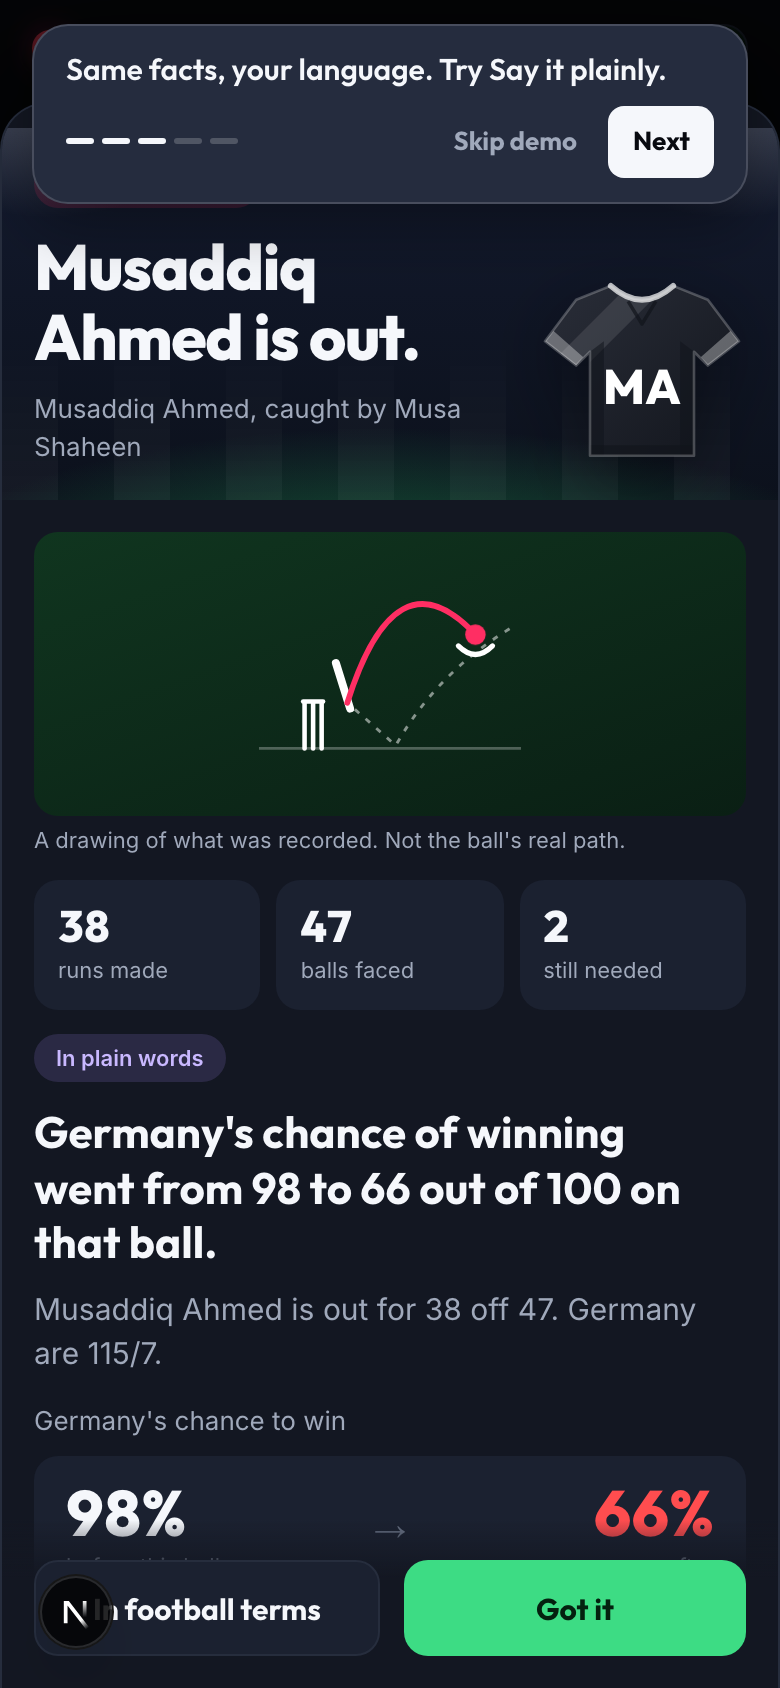 Same facts, your language. Try Say it plainly.
Skip demo
Next
Musaddiq
Ahmed is out.
Musaddiq Ahmed, caught by Musa
Shaheen
MA
A drawing of what was recorded. Not the ball's real path.
38
runs made
47
balls faced
2
still needed
In plain words
Germany's chance of winning
went from 98 to 66 out of 100 on
that ball.
Musaddiq Ahmed is out for 38 off 47. Germany
are 115/7.
Germany's chance to win
98%
→
66%
N
In football terms
Got it